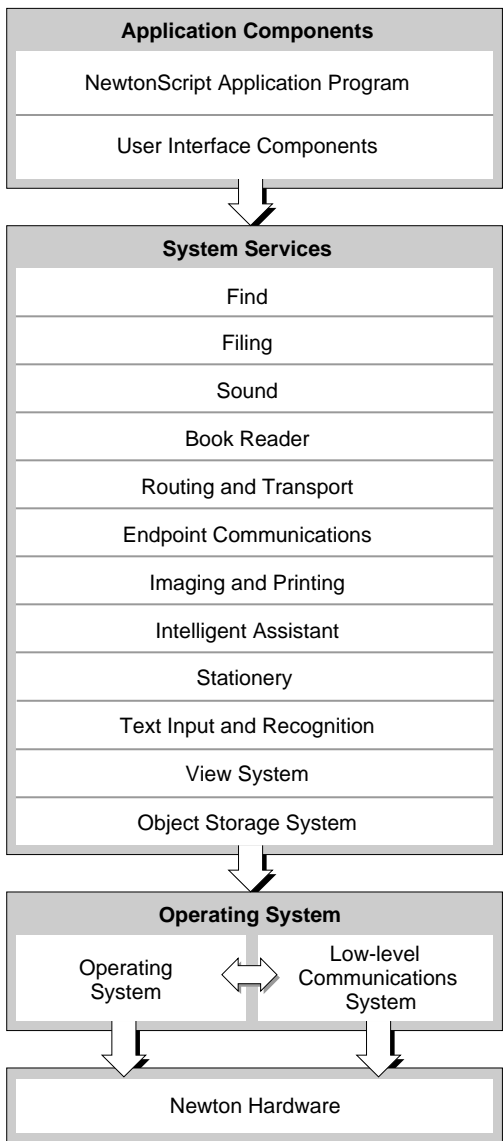 Application Components
NewtonScript Application Program
User Interface Components
System Services
Find
Filing
Sound
Book Reader
Routing and Transport
Endpoint Communications
Imaging and Printing
Intelligent Assistant
Stationery
Text Input and Recognition
View System
Object Storage System
Operating System
Operating
System
Low-level
Communications
System
Newton Hardware